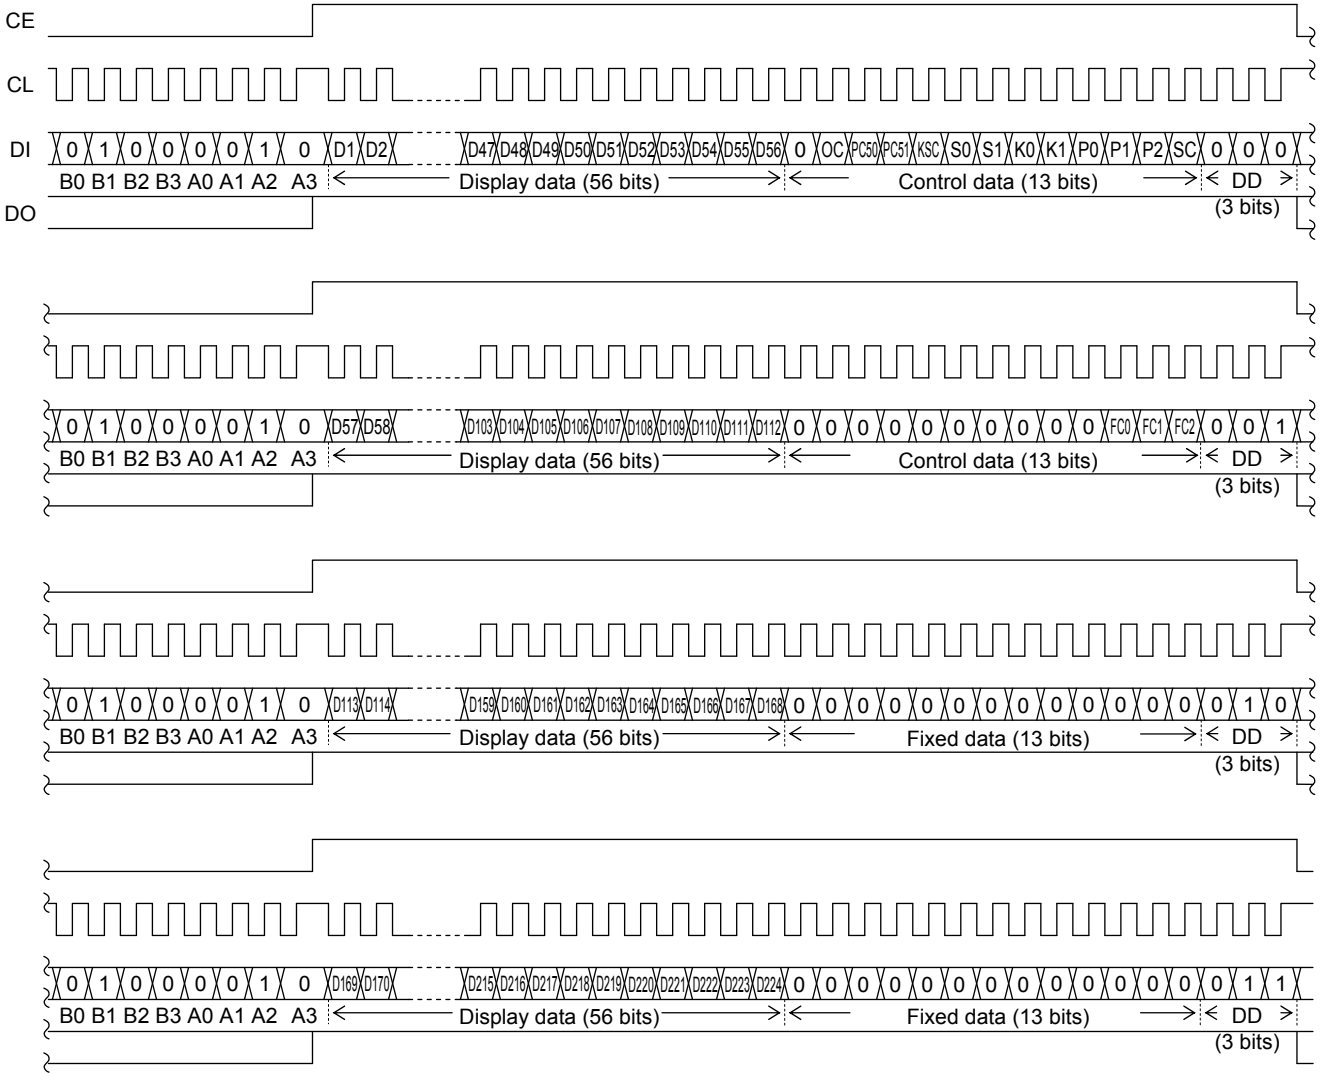 CE
CL
DI 0 1 0 0 0 0 1 0 D1 D2 D47 D48 D49 D50 D51 D52 D53 D54 D55 D56 0 OC PC50 PC51 KSC S0 S1 K0 K1 P0 P1 P2 SC 0 0 0
B0 B1 B2 B3 A0 A1 A2 A3 Display data (56 bits) Control data (13 bits) DD
(3 bits)
DO
0 1 0 0 0 0 1 0 D57 D58 D103 D104 D105 D106 D107 D108 D109 D110 D111 D112 0 0 0 0 0 0 0 0 0 0 FC0 FC1 FC2 0 0 1
B0 B1 B2 B3 A0 A1 A2 A3 Display data (56 bits) Control data (13 bits) DD
(3 bits)
0 1 0 0 0 0 1 0 D113 D114 D159 D160 D161 D162 D163 D164 D165 D166 D167 D168 0 0 0 0 0 0 0 0 0 0 0 0 0 0 1 0
B0 B1 B2 B3 A0 A1 A2 A3 Display data (56 bits) Fixed data (13 bits) DD
(3 bits)
0 1 0 0 0 0 1 0 D169 D170 D215 D216 D217 D218 D219 D220 D221 D222 D223 D224 0 0 0 0 0 0 0 0 0 0 0 0 0 0 1 1
B0 B1 B2 B3 A0 A1 A2 A3 Display data (56 bits) Fixed data (13 bits) DD
(3 bits)